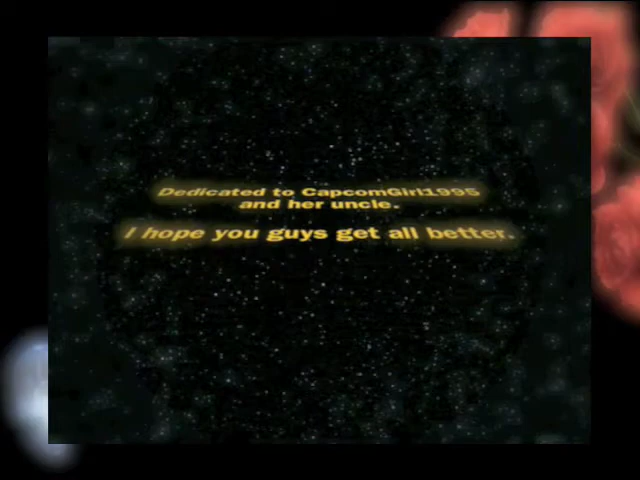 Dedicated to CapcomGirl1995
and her uncle.
I hope you guys get all better.